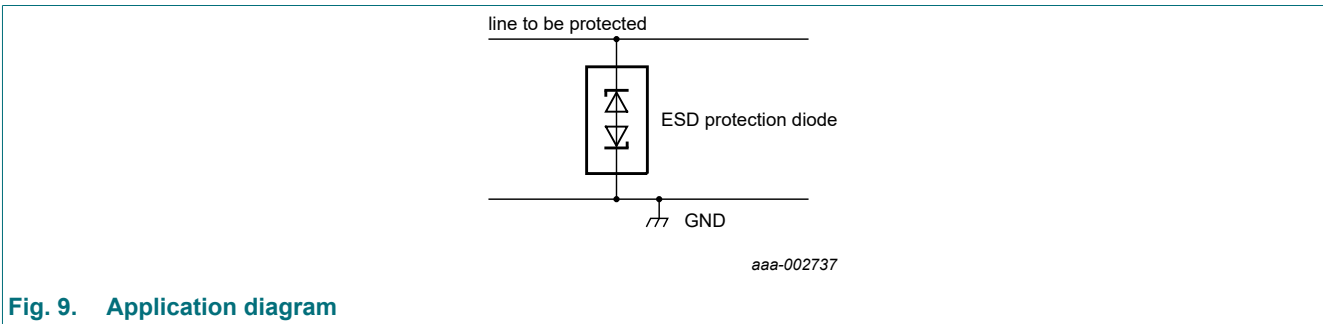 line to be protected
ESD protection diode
GND
aaa-002737
Fig. 9. Application diagram